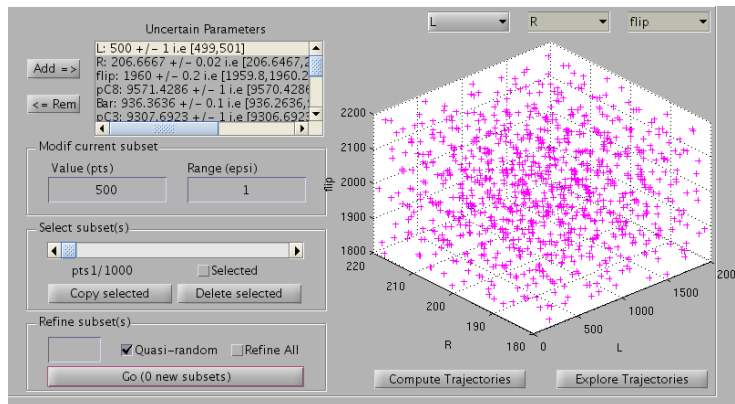 Uncertain Parameters
L: 500 +/- 1 i.e [499,501]
R: 206.6667 +/- 0.02 i.e [206.6467,2
flip: 1960 +/- 0.2 i.e [1959.8,1960.2
pC8: 9571.4286 +/- 1 i.e [9570.4286
Bar: 936.3636 +/- 0.1 i.e [936.2636,
pC3: 9307.6923 +/- 1 i.e [9306.6923
Add =>
<= Rem
Modif current subset
Value (pts) Range (epsi)
500 1
Select subset(s)
pts1/1000 Selected
Copy selected Delete selected
Refine subset(s)
Quasi-random Refine All
Go (0 new subsets)
L R flip
2200
2100
2000
1900
1800
flip
220
210
200
190
180
R
0
500
1000
1500
200
L
Compute Trajectories Explore Trajectories